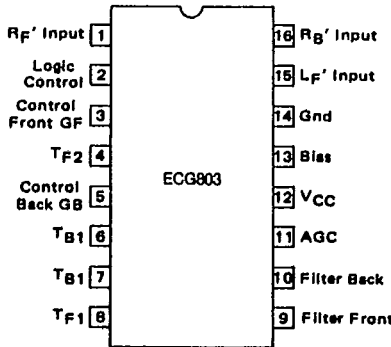 RF' Input 1
16 RB' Input
Logic
Control 2
15 LF' Input
Control
Front GF 3
14 Gnd
TF2 4
13 Bias
ECG803
Control
Back GB 5
12 VCC
TB1 6
11 AGC
TB1 7
10 Filter Back
TF1 8
9 Filter Front